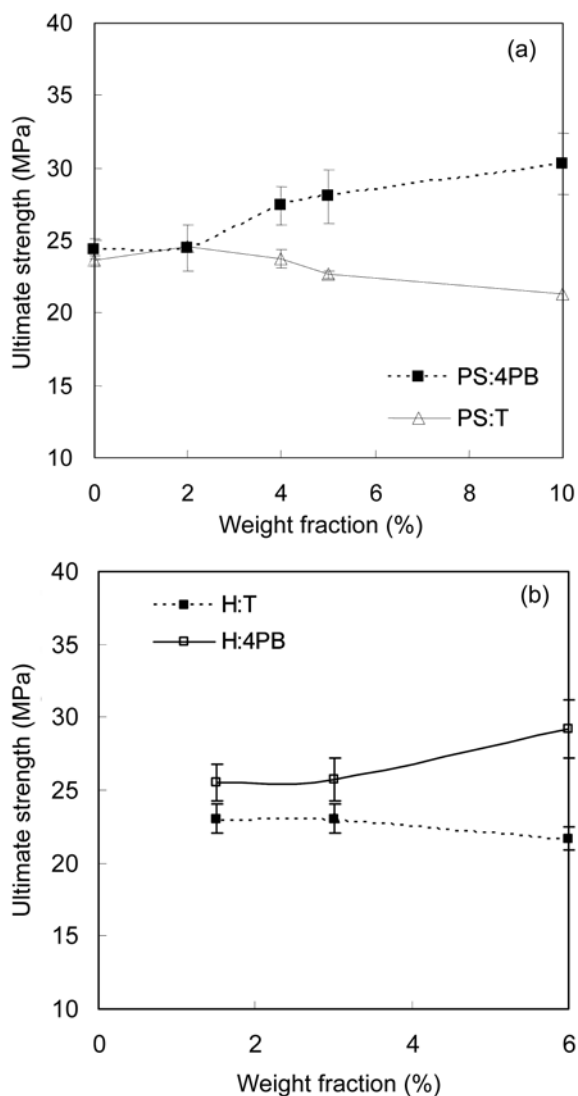 40
(a)
35
30
25
20
15
10
Ultimate strength (MPa)
PS:4PB
PS:T
0 2 4 6 8 10
Weight fraction (%)
40
(b)
H:T
H:4PB
35
30
25
20
15
10
Ultimate strength (MPa)
0 2 4 6
Weight fraction (%)